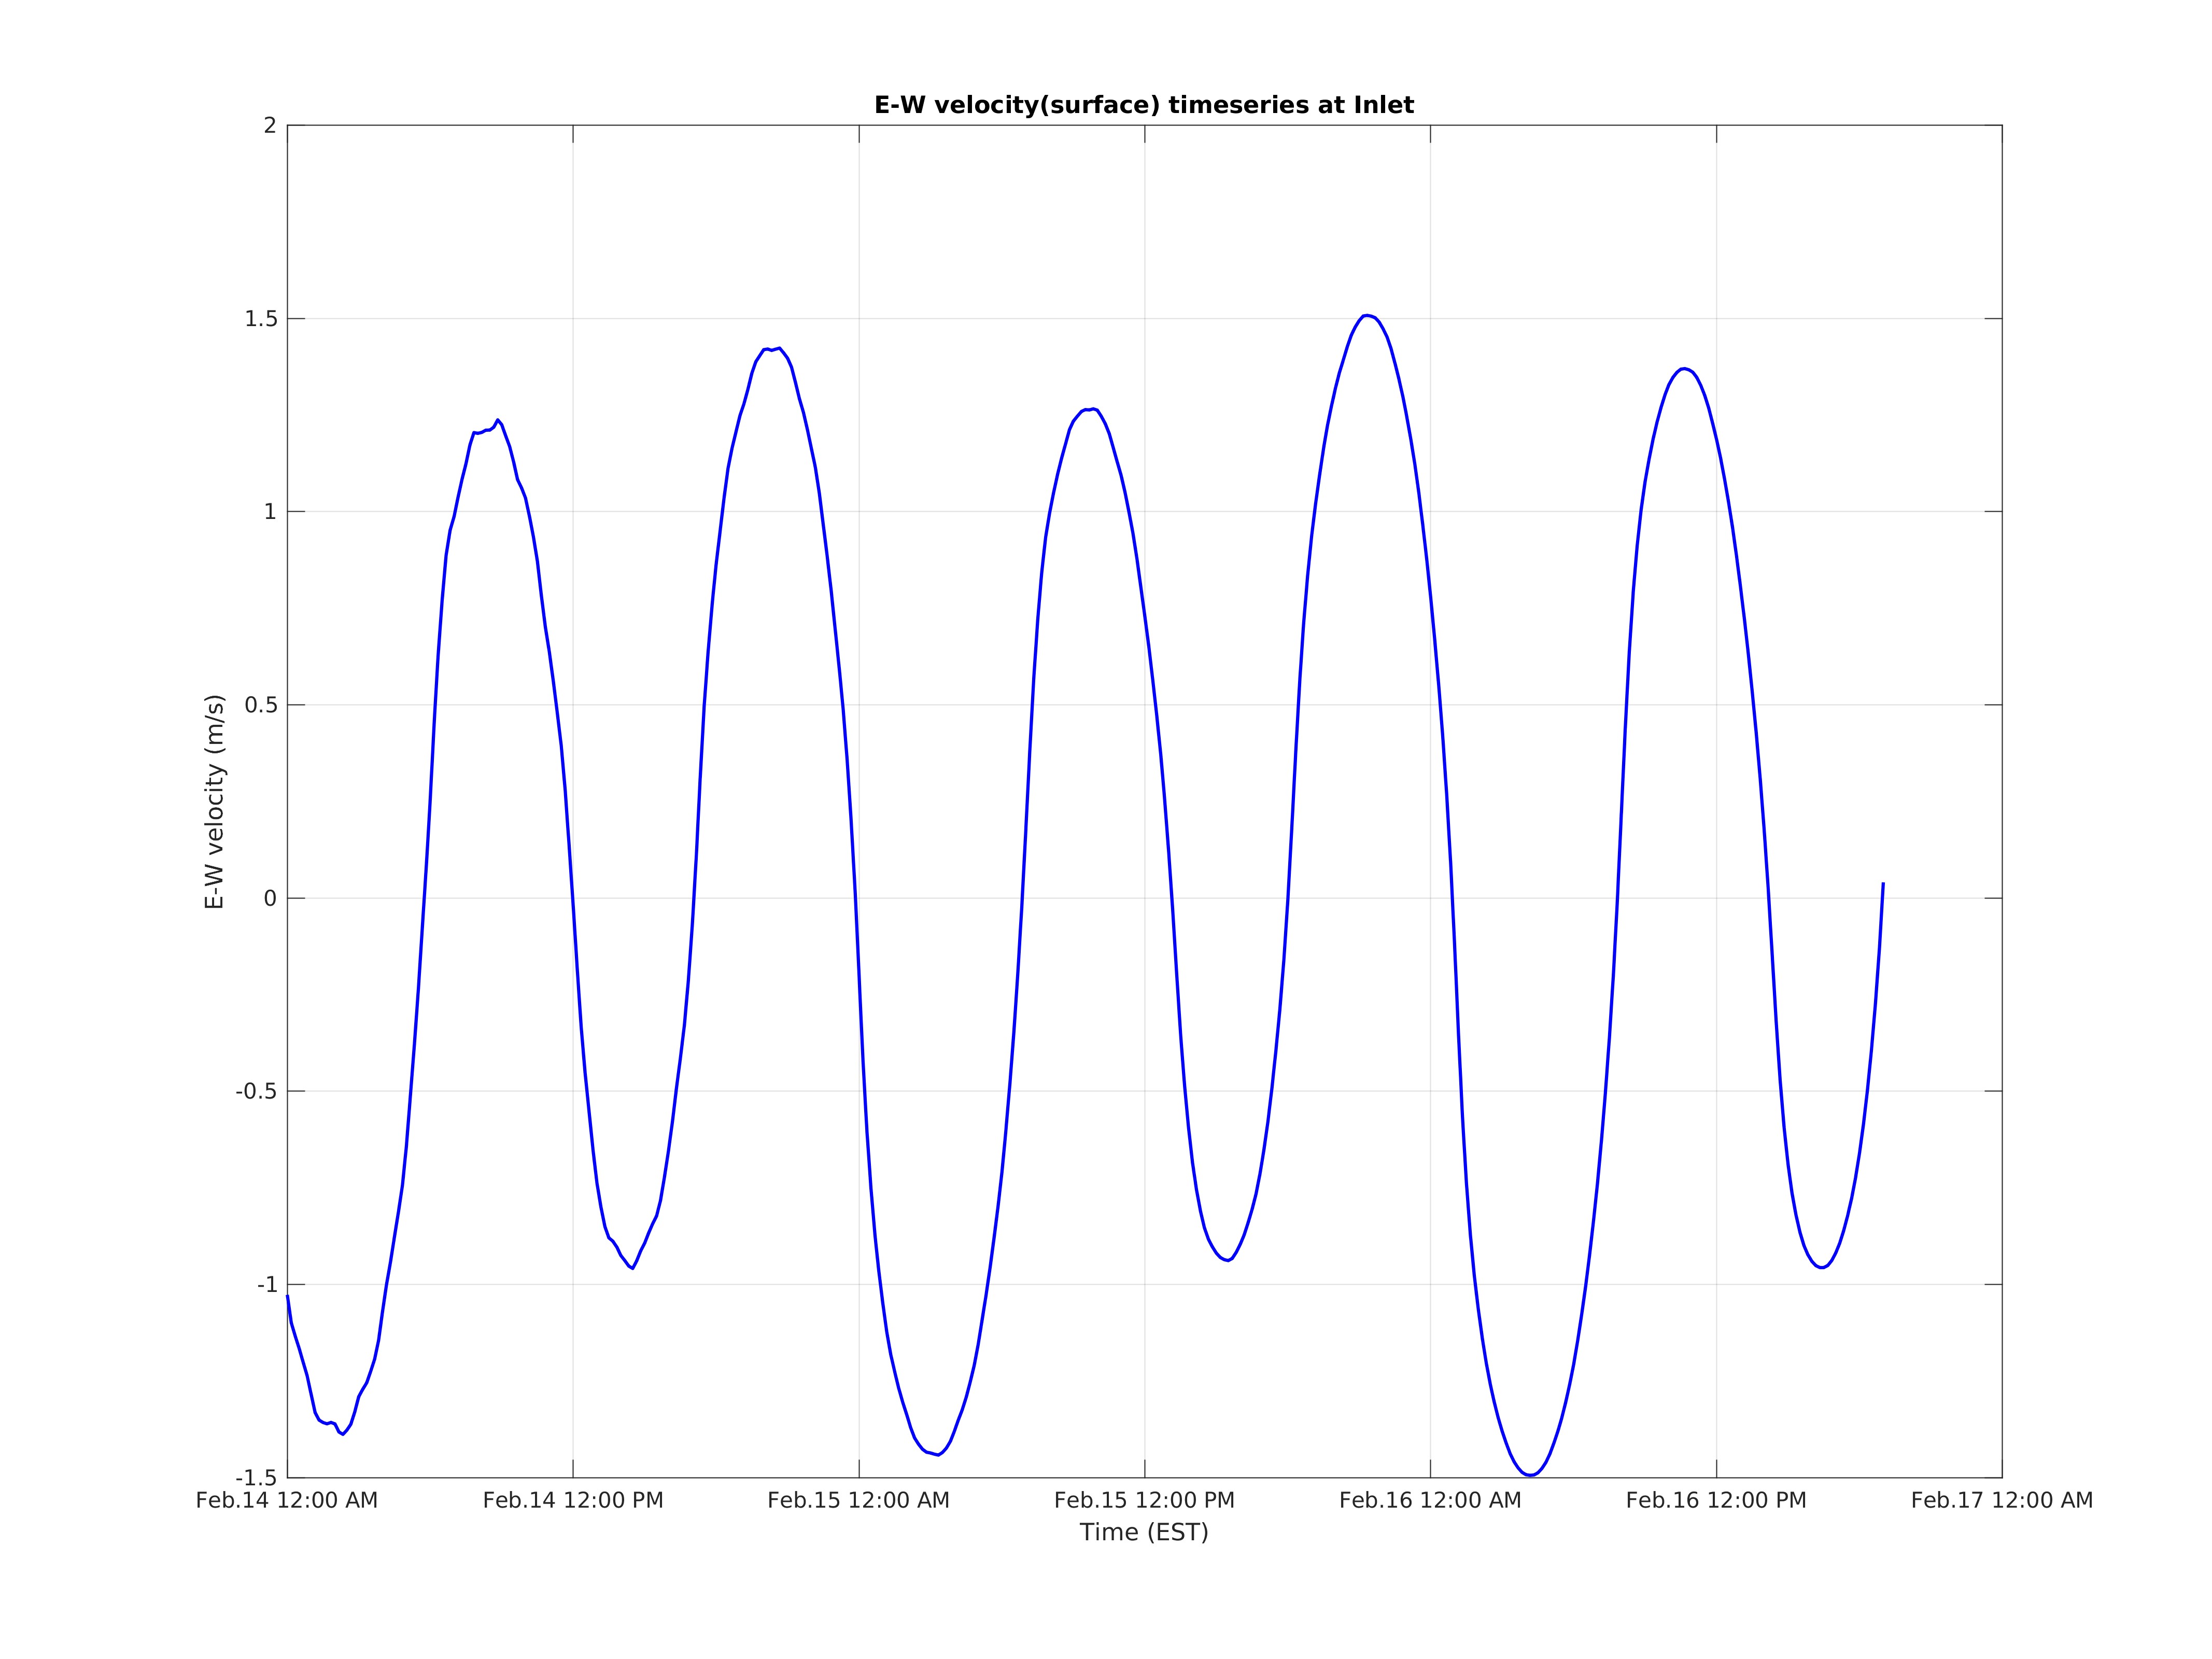 E-W velocity(surface) timeseries at Inlet
2
1.5
1
0.5
0
-0.5
-1
-1.5
E-W velocity (m/s)
Feb.14 12:00 AM Feb.14 12:00 PM Feb.15 12:00 AM Feb.15 12:00 PM Feb.16 12:00 AM Feb.16 12:00 PM Feb.17 12:00 AM
Time (EST)